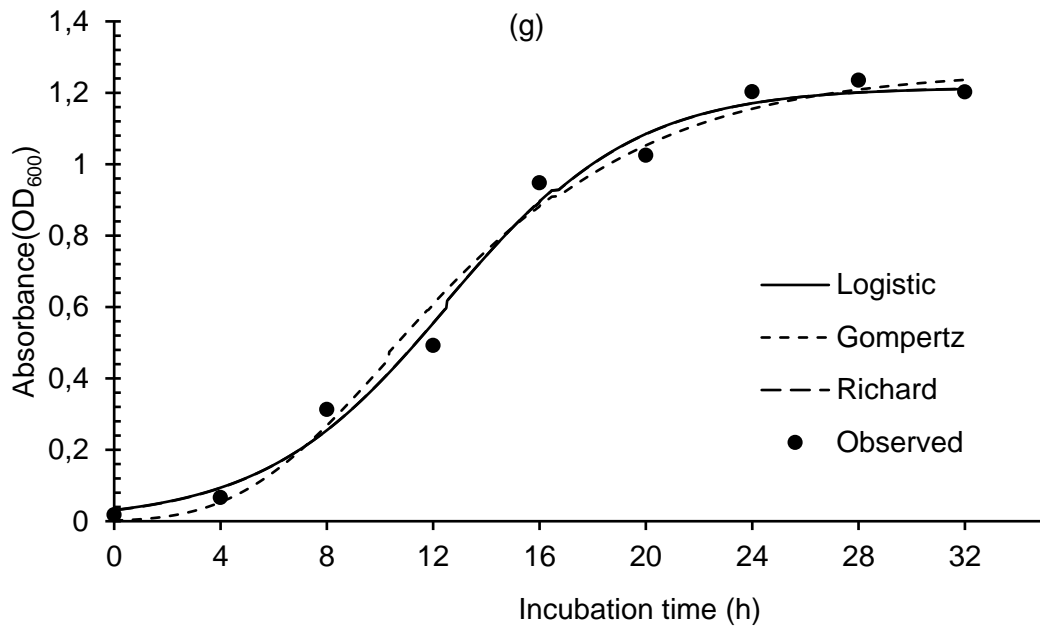 (g)
1,4
1,2
1
0,8
0,6
0,4
0,2
0
Absorbance(OD₆₀₀)
Logistic
Gompertz
Richard
Observed
0 4 8 12 16 20 24 28 32
Incubation time (h)